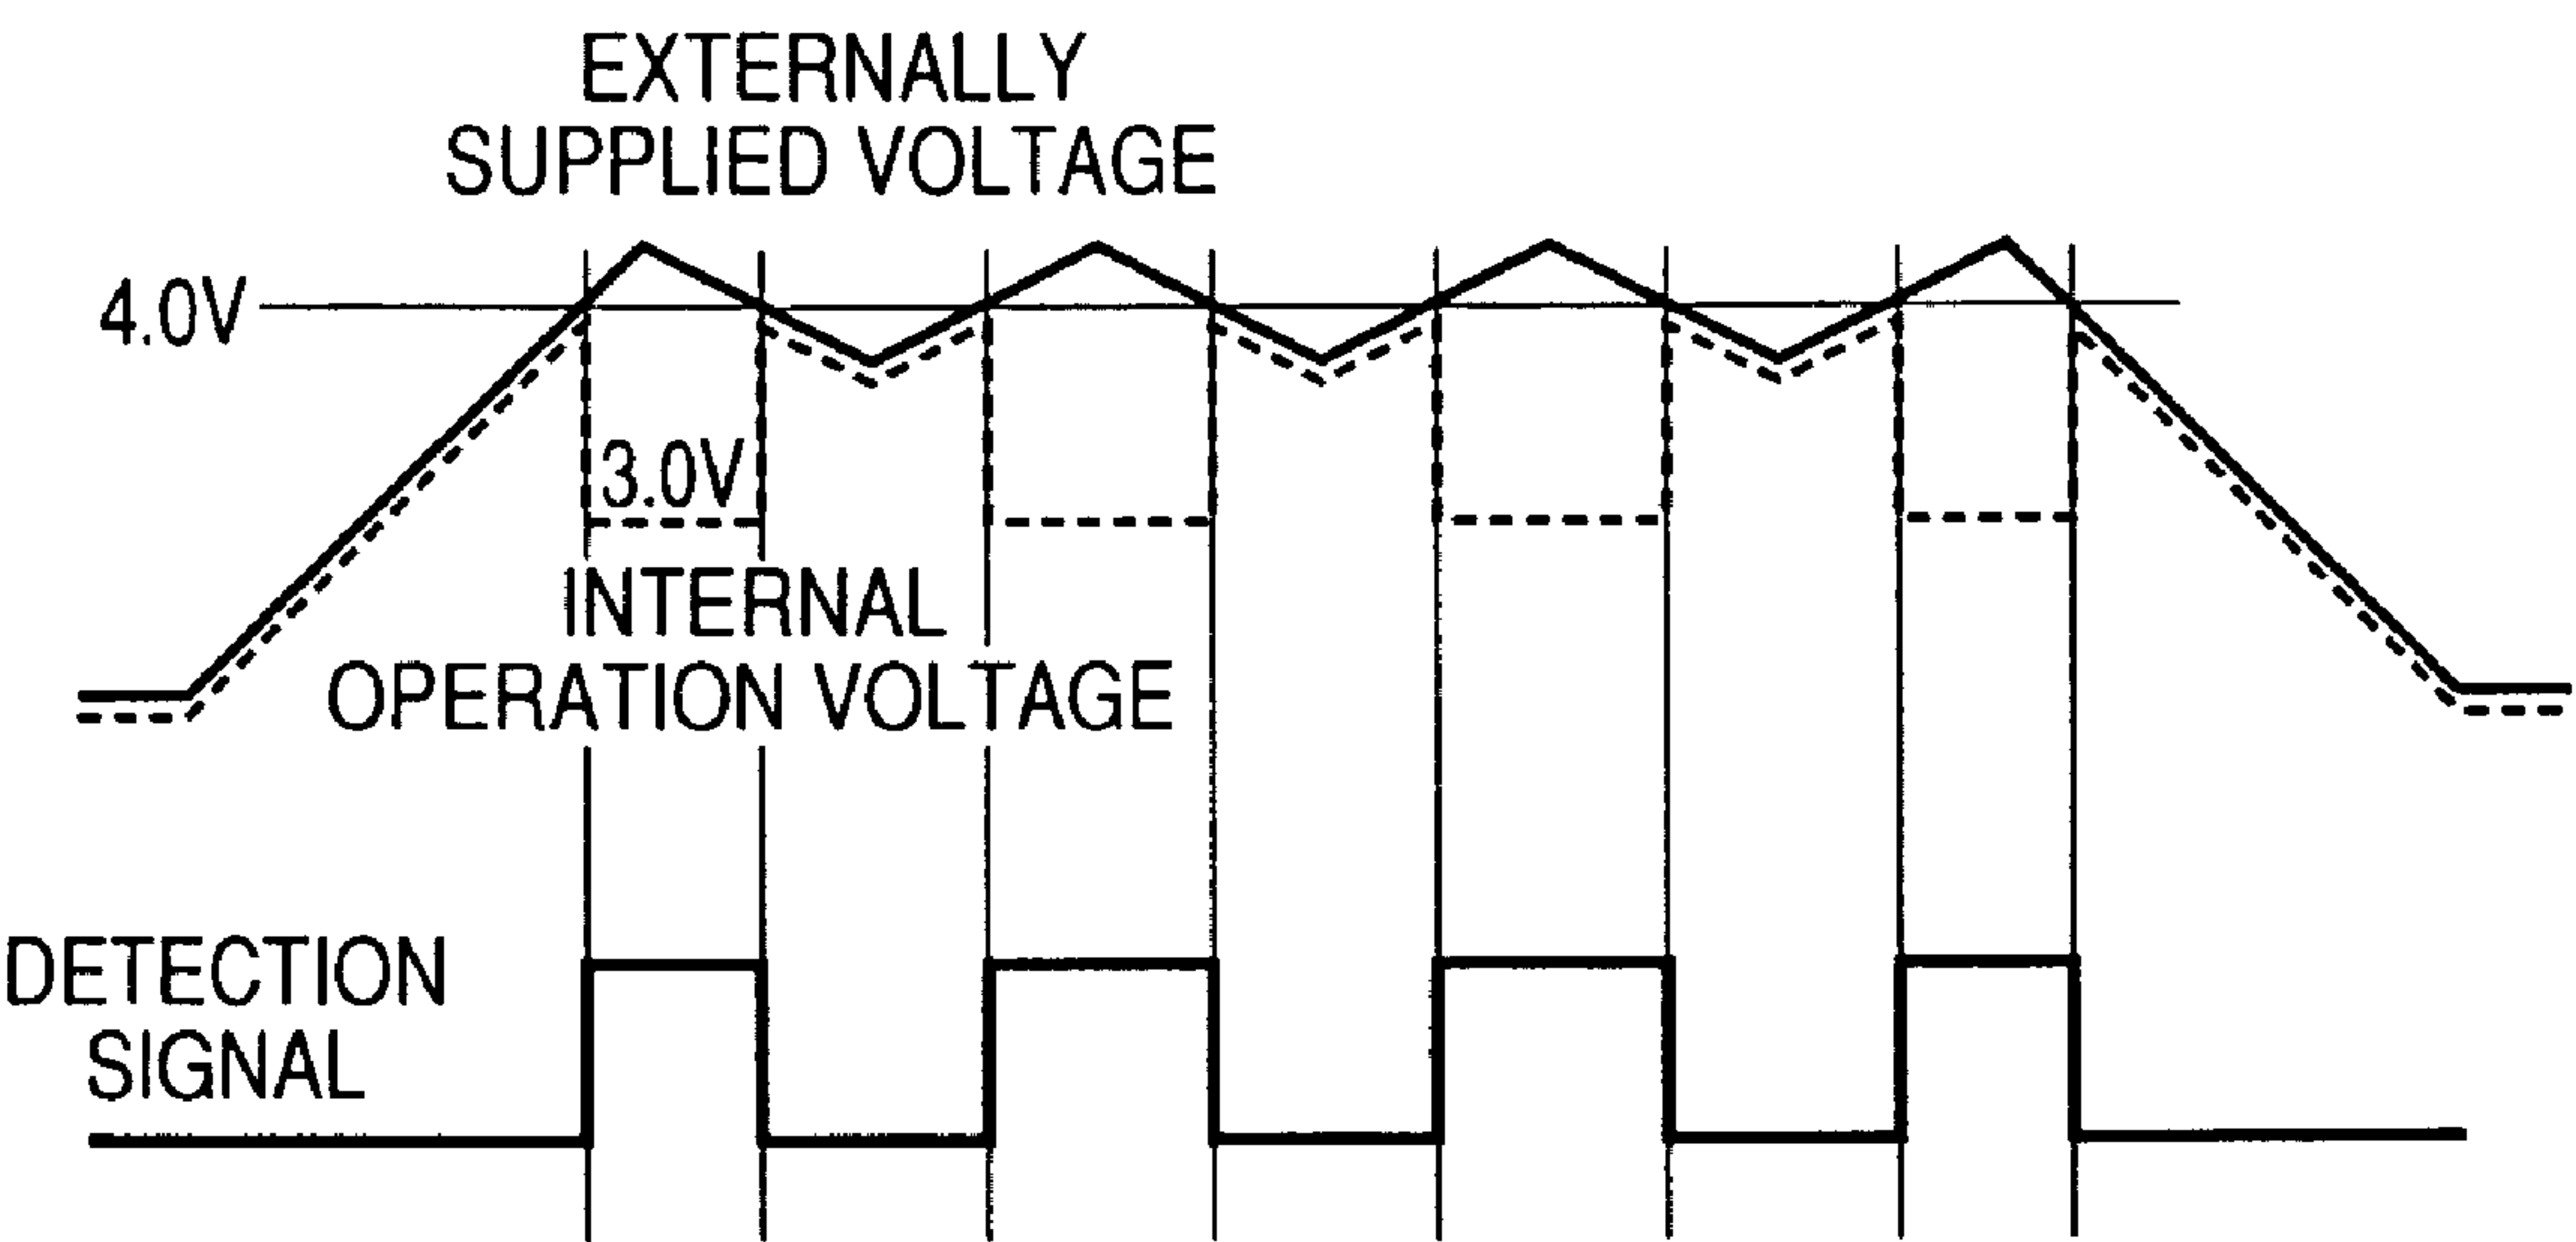 EXTERNALLY
SUPPLIED VOLTAGE
4.0V
3.0V
INTERNAL
OPERATION VOLTAGE
DETECTION
SIGNAL